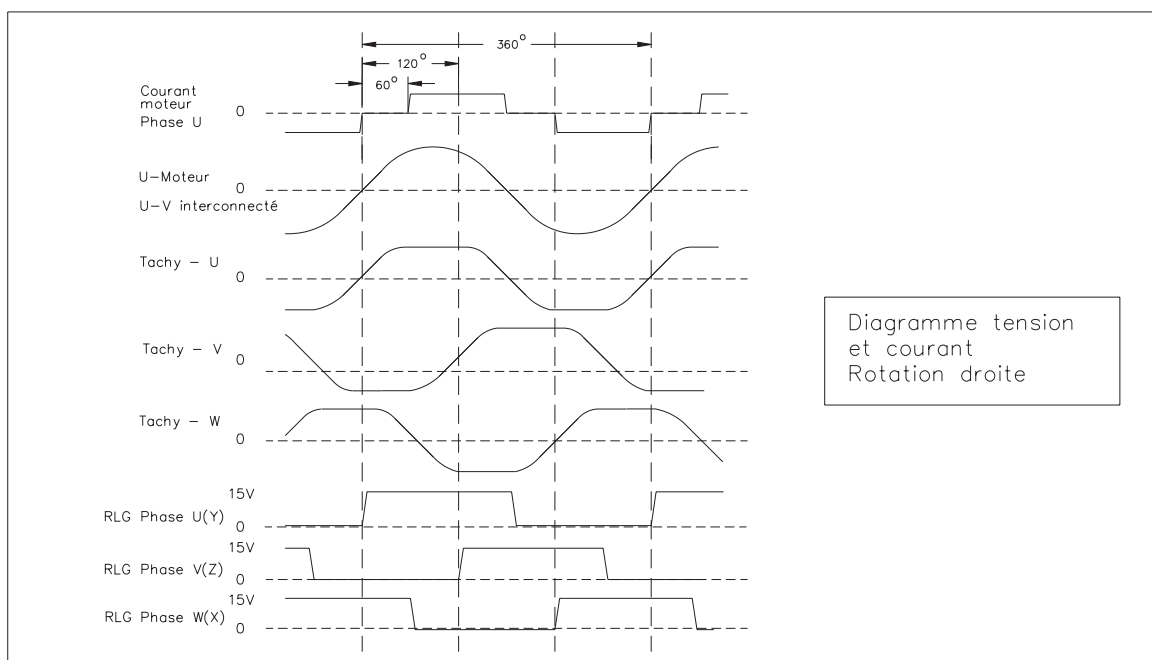 360°
120°
60°
Courant
moteur
Phase U
0
U-Moteur
0
U-V interconnecté
Tachy - U
0
Tachy - V
0
Tachy - W
0
15V
RLG Phase U(Y)
0
15V
RLG Phase V(Z)
0
15V
RLG Phase W(X)
0
Diagramme tension
et courant
Rotation droite